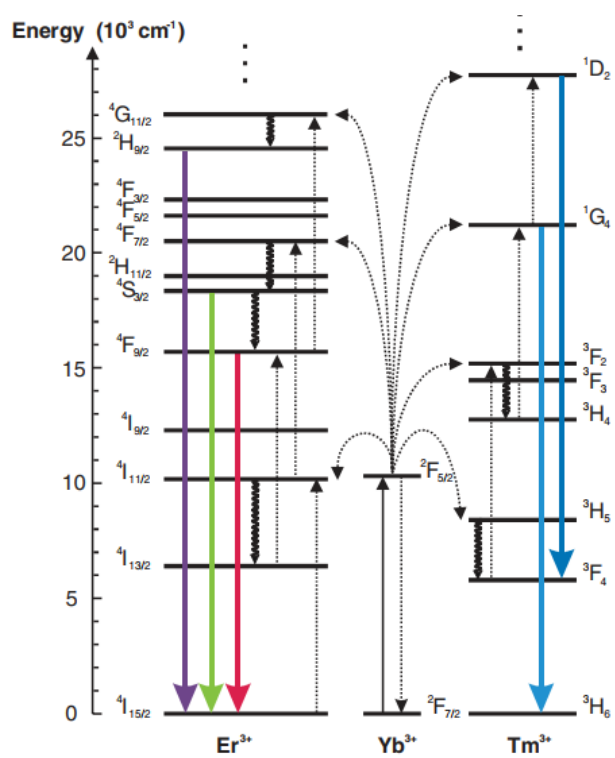 Energy (10³ cm⁻¹)
25
20
15
10
5
0
⁴G₁₁/₂
²H₉/₂
⁴F₃/₂
⁴F₅/₂
⁴F₇/₂
²H₁₁/₂
⁴S₃/₂
⁴F₉/₂
⁴I₉/₂
⁴I₁₁/₂
⁴I₁₃/₂
⁴I₁₅/₂
²F₅/₂
²F₇/₂
¹D₂
¹G₄
³F₂
³F₃
³H₄
³H₅
³F₄
³H₆
Er³⁺ Yb³⁺ Tm³⁺